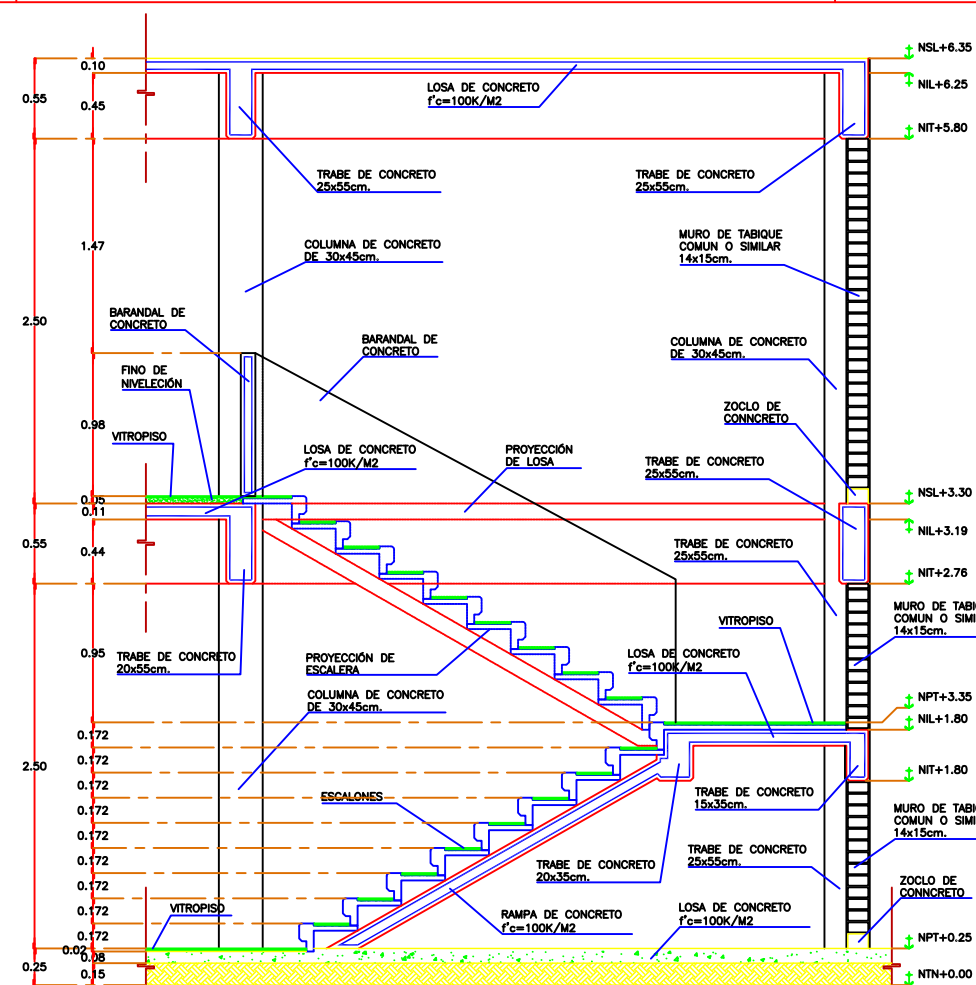 NSL+6.35
0.10
LOSA DE CONCRETO
f'c=100K/M2
NIL+6.25
0.55
0.45
NIT+5.80
TRABE DE CONCRETO
25x55cm.
TRABE DE CONCRETO
25x55cm.
1.47
COLUMNA DE CONCRETO
DE 30x45cm.
MURO DE TABIQUE
COMUN O SIMILAR
14x15cm.
2.50
BARANDAL DE
CONCRETO
BARANDAL DE
CONCRETO
COLUMNA DE CONCRETO
DE 30x45cm.
FINO DE
NIVELECIÓN
0.98
ZOCLO DE
CONNCRETO
VITROPISO
LOSA DE CONCRETO
f'c=100K/M2
PROYECCIÓN
DE LOSA
TRABE DE CONCRETO
25x55cm.
0.05
NSL+3.30
0.11
NIL+3.19
0.55
0.44
TRABE DE CONCRETO
25x55cm.
NIT+2.76
MURO DE TABI
COMUN O SIMI
14x15cm.
VITROPISO
0.95
TRABE DE CONCRETO
20x55cm.
PROYECCIÓN DE
ESCALERA
LOSA DE CONCRETO
f'c=100K/M2
COLUMNA DE CONCRETO
DE 30x45cm.
NPT+3.35
NIL+1.80
0.172
0.172
2.50
NIT+1.80
0.172
ESCALONES
TRABE DE CONCRETO
15x35cm.
0.172
MURO DE TABI
COMUN O SIMI
14x15cm.
0.172
0.172
TRABE DE CONCRETO
25x55cm.
TRABE DE CONCRETO
20x35cm.
0.172
ZOCLO DE
CONNCRETO
0.172
VITROPISO
RAMPA DE CONCRETO
f'c=100K/M2
LOSA DE CONCRETO
f'c=100K/M2
0.172
NPT+0.25
0.02
0.08
0.25
0.15
NTN+0.00